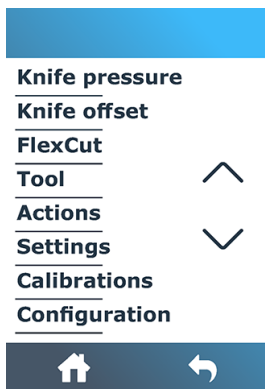 Knife pressure
Knife offset
FlexCut
Tool
Actions
Settings
Calibrations
Configuration